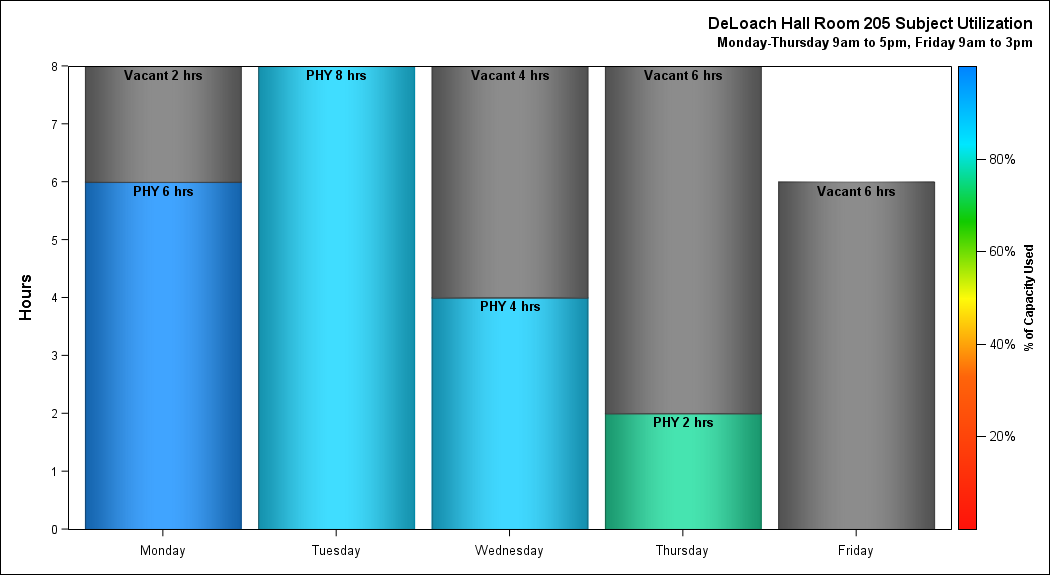 DeLoach Hall Room 205 Subject Utilization
Monday-Thursday 9am to 5pm, Friday 9am to 3pm
8
7
6
5
4
3
2
1
0
Hours
Vacant 2 hrs
PHY 6 hrs
PHY 8 hrs
Vacant 4 hrs
PHY 4 hrs
Vacant 6 hrs
PHY 2 hrs
Vacant 6 hrs
Monday
Tuesday
Wednesday
Thursday
Friday
80%
60%
40%
20%
% of Capacity Used